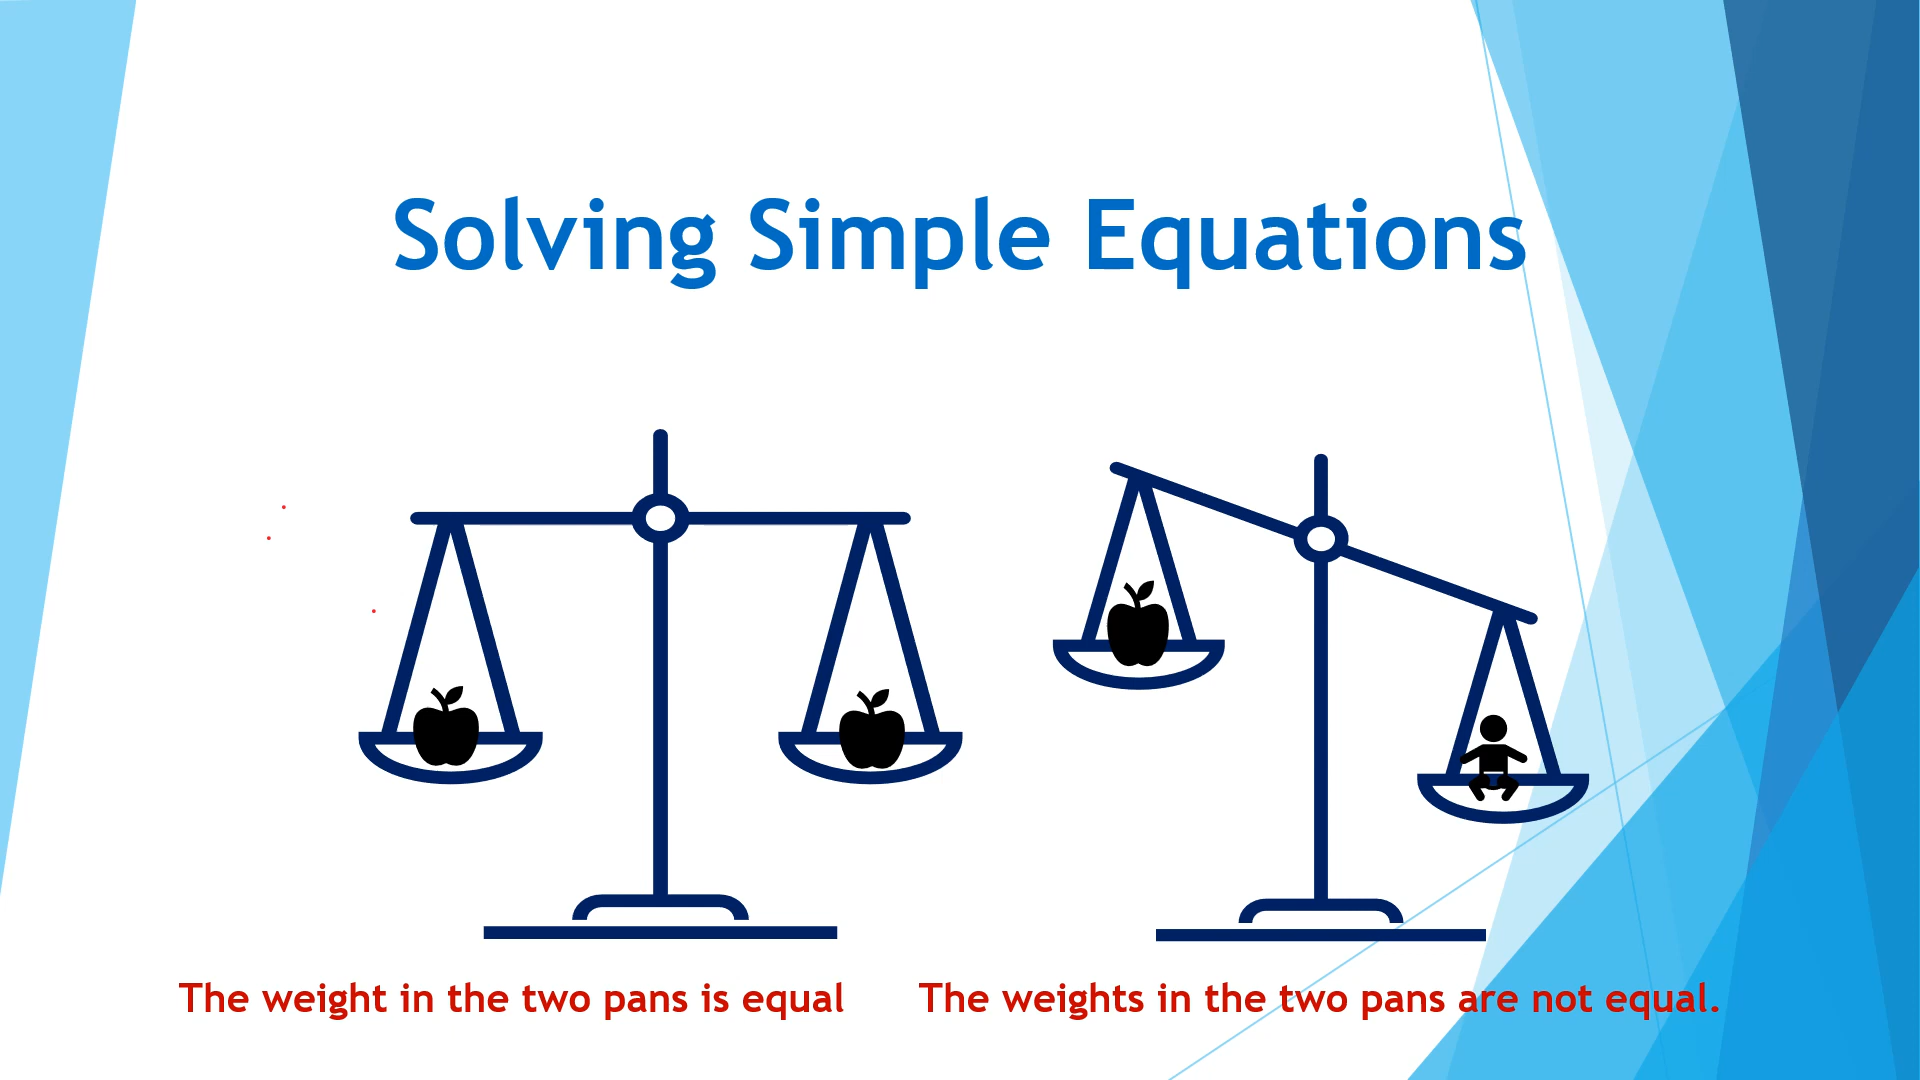 Solving Simple Equations
The weight in the two pans is equal
The weights in the two pans are not equal.